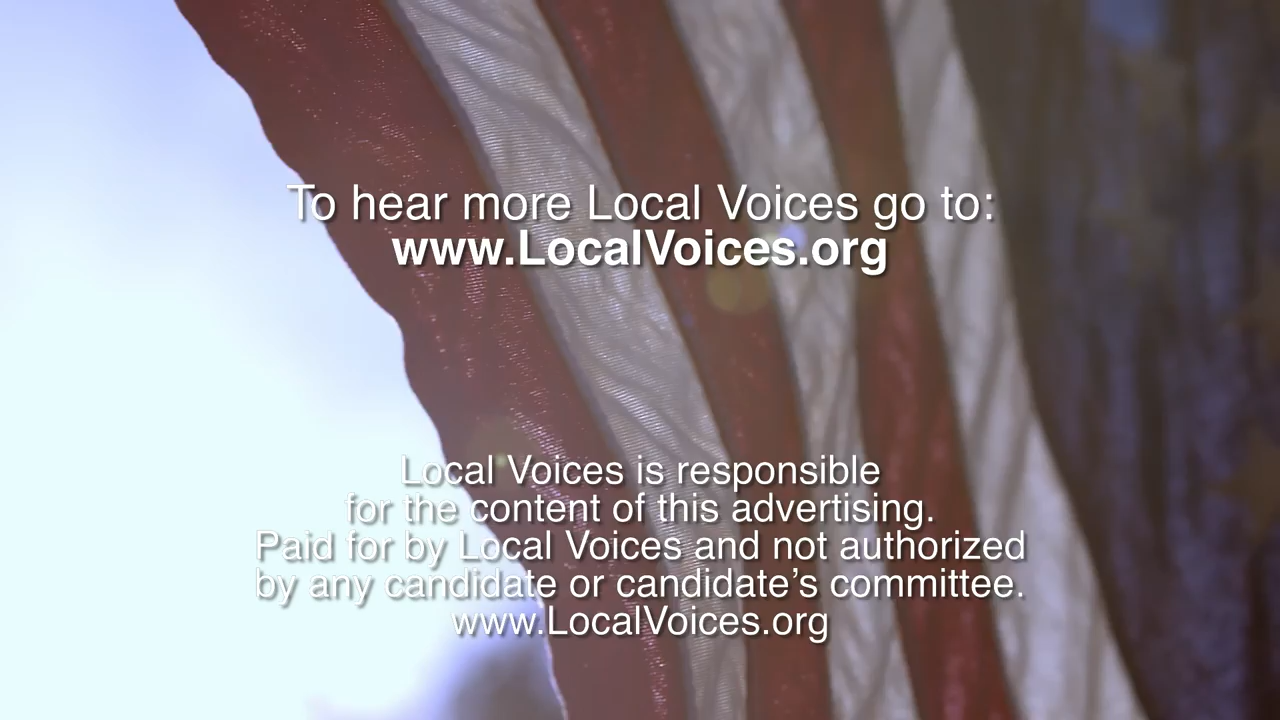 To hear more Local Voices go to:
www.LocalVoices.org
Local Voices is responsible
for the content of this advertising.
Paid for by Local Voices and not authorized
by any candidate or candidate’s committee.
www.LocalVoices.org